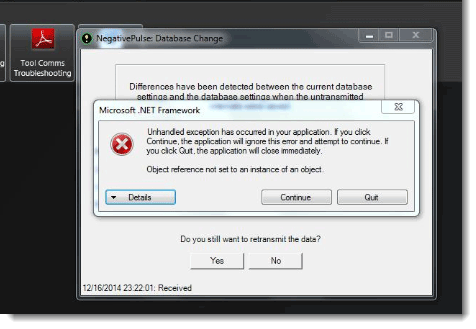 g
Tool Comms
Troubleshooting
NegativePulse: Database Change
Differences have been detected between the current database
settings and the database settings when the untransmitted
Microsoft .NET Framework
Unhandled exception has occurred in your application. If you click
Continue, the application will ignore this error and attempt to continue. If
you click Quit, the application will close immediately.
Object reference not set to an instance of an object.
Details
Continue
Quit
Do you still want to retransmit the data?
Yes
No
12/16/2014 23:22:01: Received